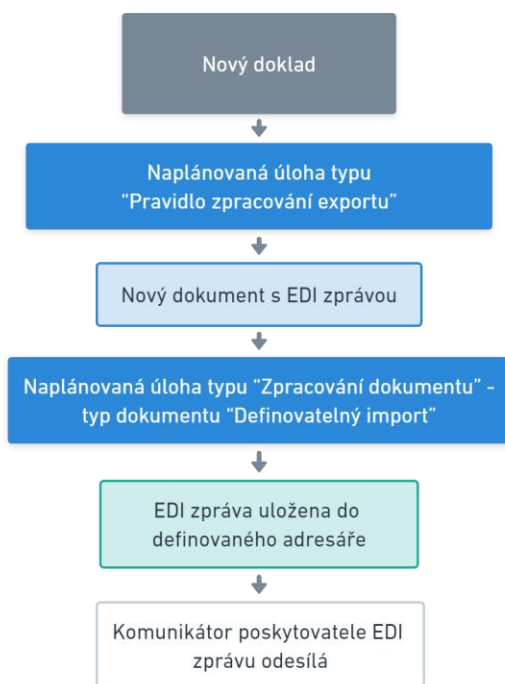 Nový doklad
Naplánovaná úloha typu
“Pravidlo zpracování exportu”
Nový dokument s EDI zprávou
Naplánovaná úloha typu “Zpracování dokumentu” -
typ dokumentu “Definovatelný import”
EDI zpráva uložena do
definovaného adresáře
Komunikátor poskytovatele EDI
zprávu odesílá